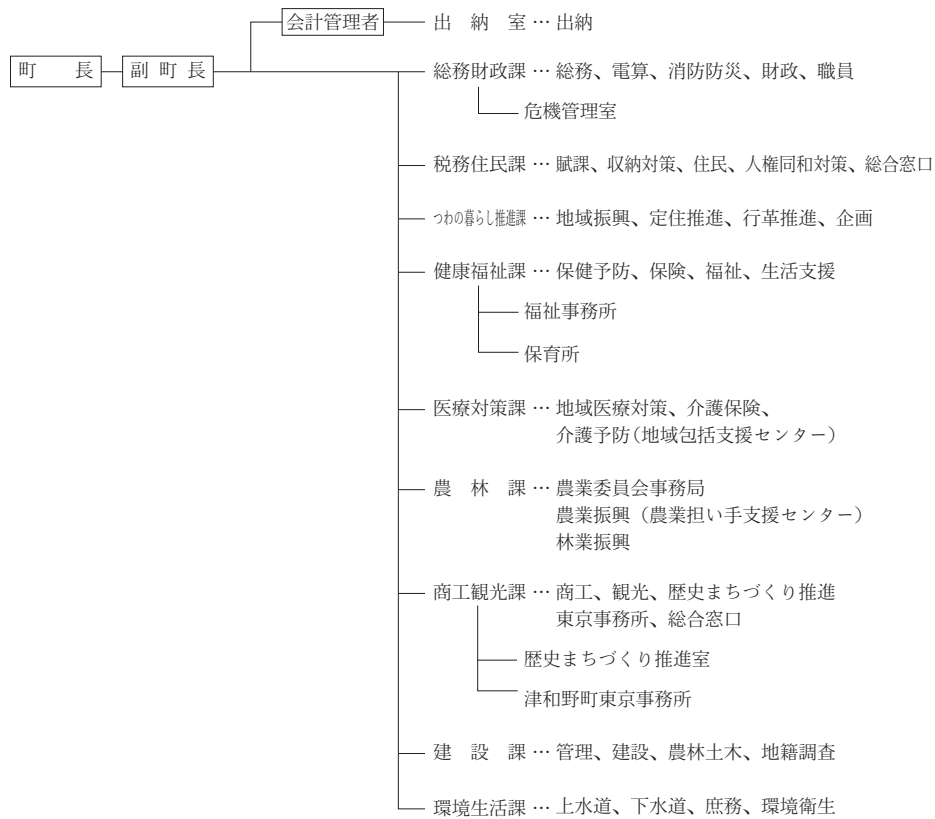 会計管理者 出納室 … 出納
町長 副町長 総務財政課 … 総務、電算、消防防災、財政、職員
危機管理室
税務住民課 … 賦課、収納対策、住民、人権同和対策、総合窓口
つわの暮らし推進課 … 地域振興、定住推進、行革推進、企画
健康福祉課 … 保健予防、保険、福祉、生活支援
福祉事務所
保育所
医療対策課 … 地域医療対策、介護保険、
介護予防(地域包括支援センター)
農林課 … 農業委員会事務局
農業振興(農業担い手支援センター)
林業振興
商工観光課 … 商工、観光、歴史まちづくり推進
東京事務所、総合窓口
歴史まちづくり推進室
津和野町東京事務所
建設課 … 管理、建設、農林土木、地籍調査
環境生活課 … 上水道、下水道、庶務、環境衛生